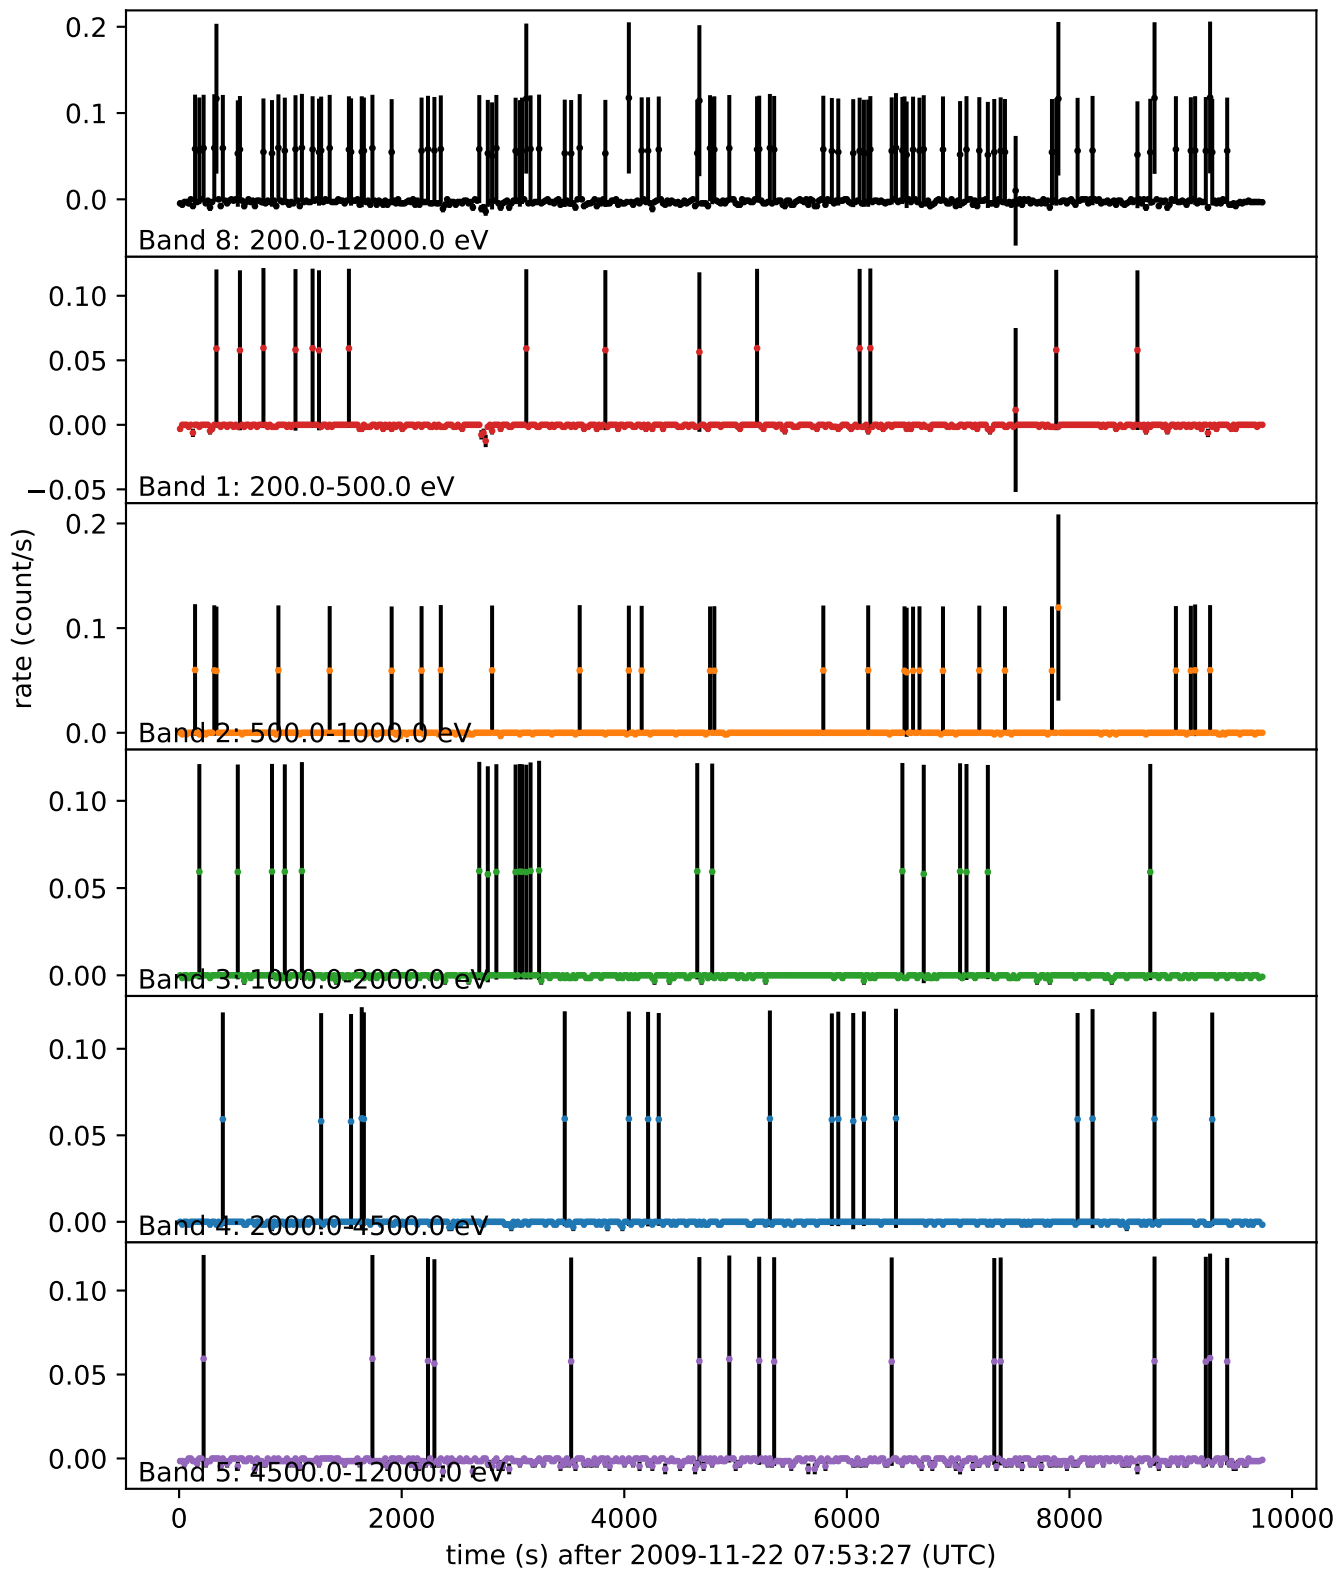 0.2
0.1
0.0
Band 8: 200.0-12000.0 eV
0.10
0.05
0.00
−0.05
Band 1: 200.0-500.0 eV
rate (count/s)
0.2
0.1
0.0
Band 2: 500.0-1000.0 eV
0.10
0.05
0.00
Band 3: 1000.0-2000.0 eV
0.10
0.05
0.00
Band 4: 2000.0-4500.0 eV
0.10
0.05
0.00
Band 5: 4500.0-12000.0 eV
0 2000 4000 6000 8000 10000
time (s) after 2009-11-22 07:53:27 (UTC)